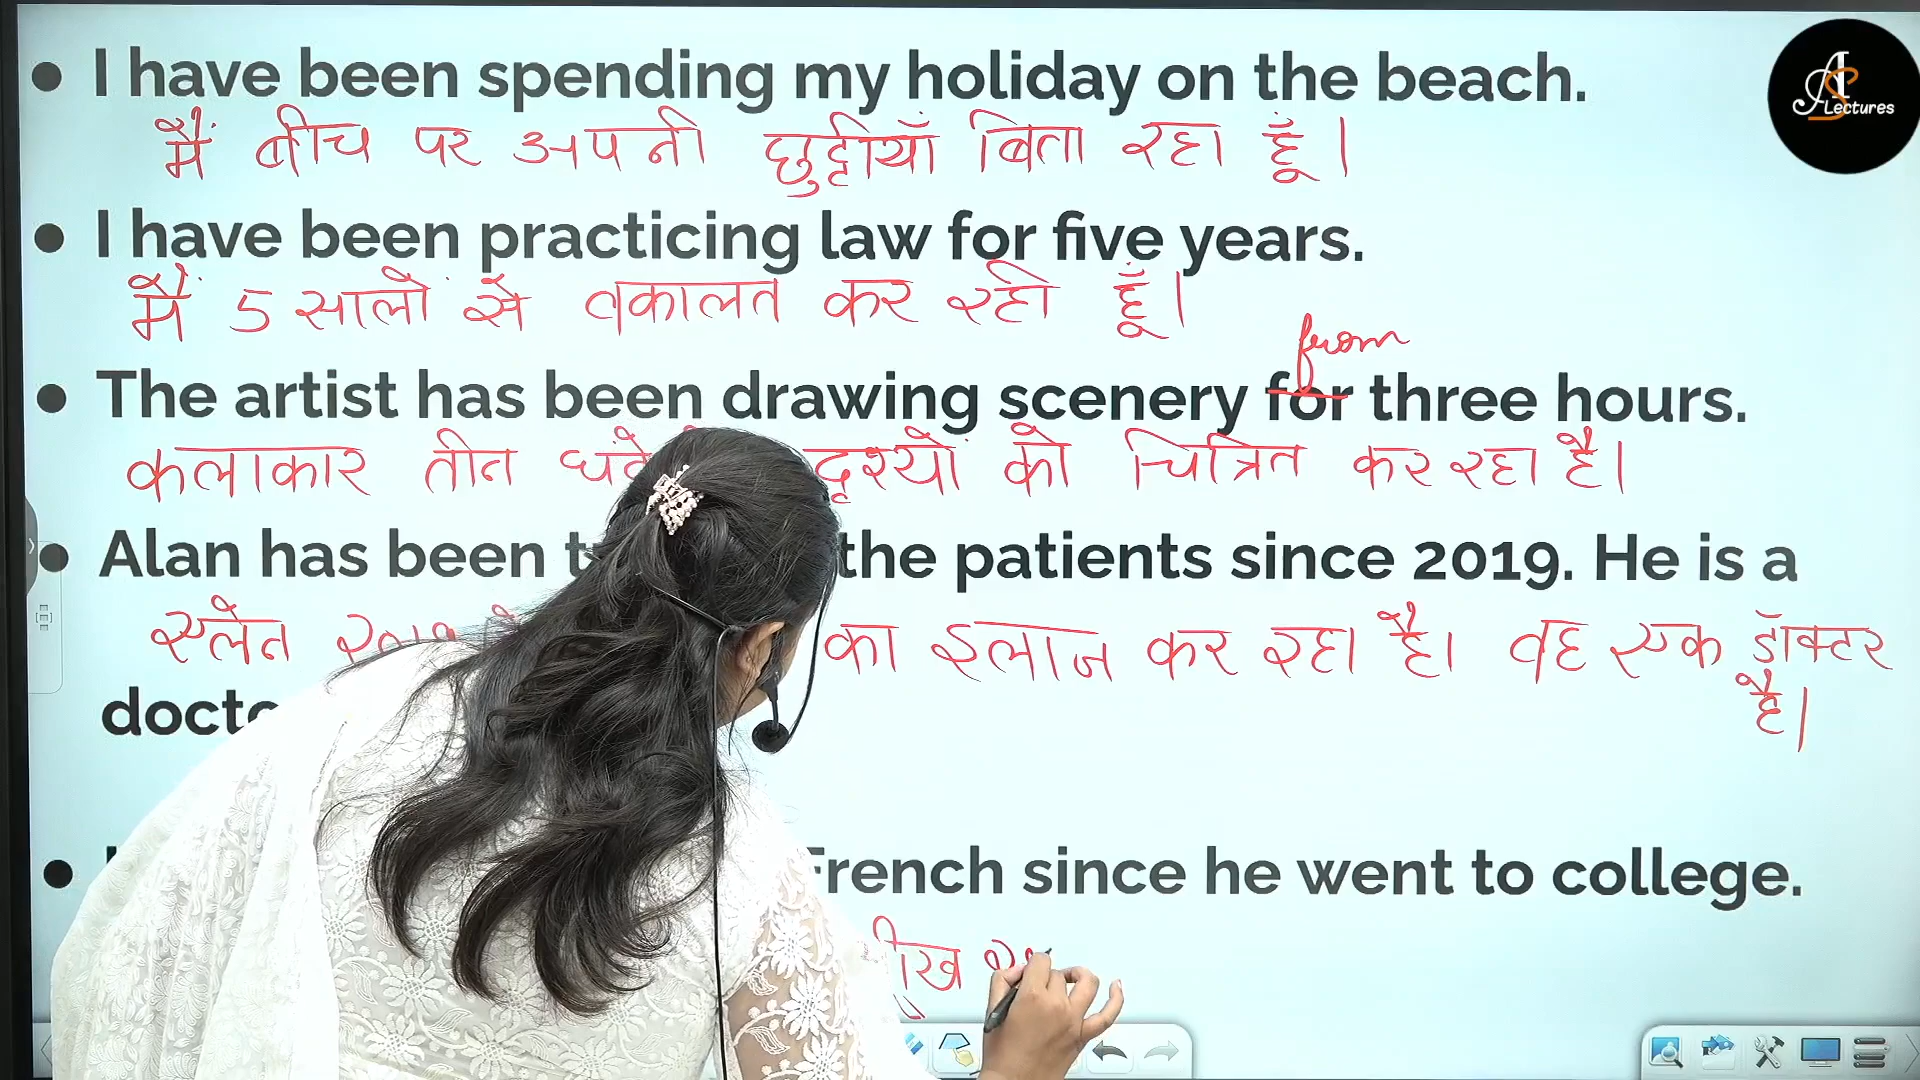 I have been spending my holiday on the beach.
मैं बीच पर अपनी छुट्टीयाँ बिता रहा हूँ।
I have been practicing law for five years.
मैं 5 सालों से वकालत कर रही हूँ।
from
The artist has been drawing scenery for three hours.
कलाकार तीन दृश्यों को चित्रित कर रहा है।
Alan has been the patients since 2019. He is a
एलेन का इलाज कर रहा है। वह एक डॉक्टर
है।
French since he went to college.
AS Lectures